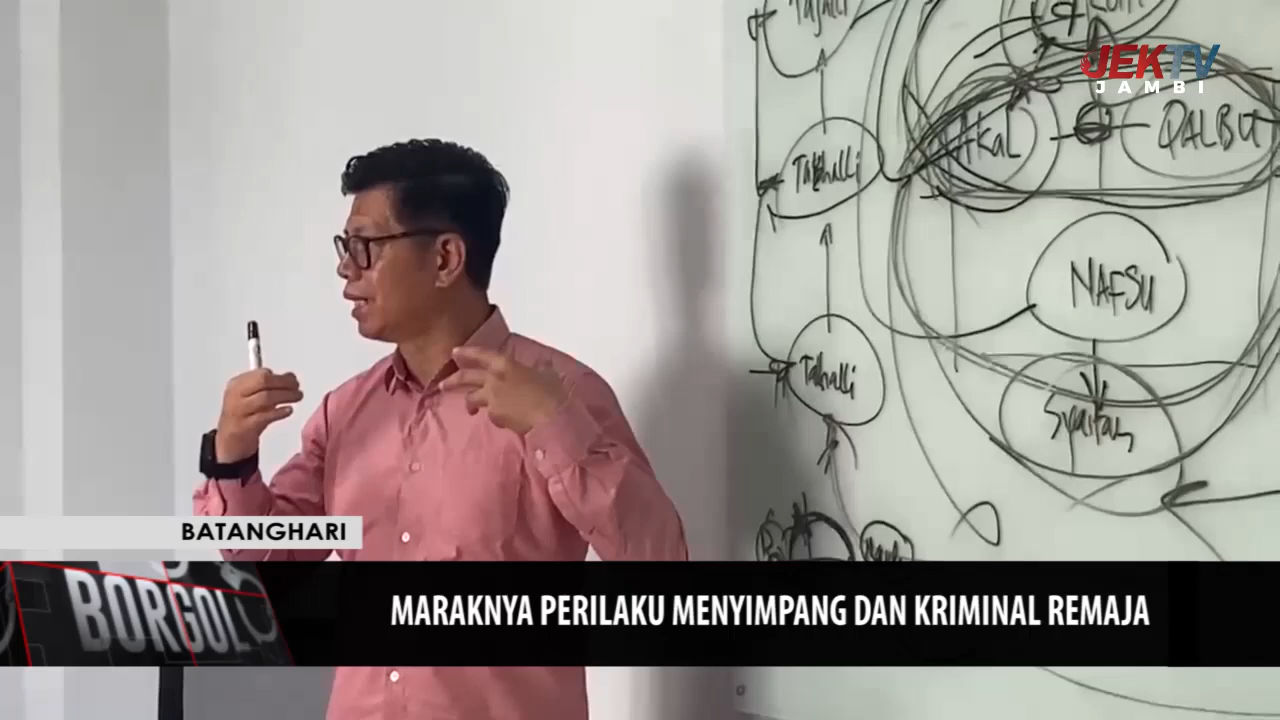 Tajalli
JEKTV
JAMBI
Akal
QALBU
Takhalli
NAFSU
Tahalli
Syaitan
BATANGHARI
BORGOL
MARAKNYA PERILAKU MENYIMPANG DAN KRIMINAL REMAJA